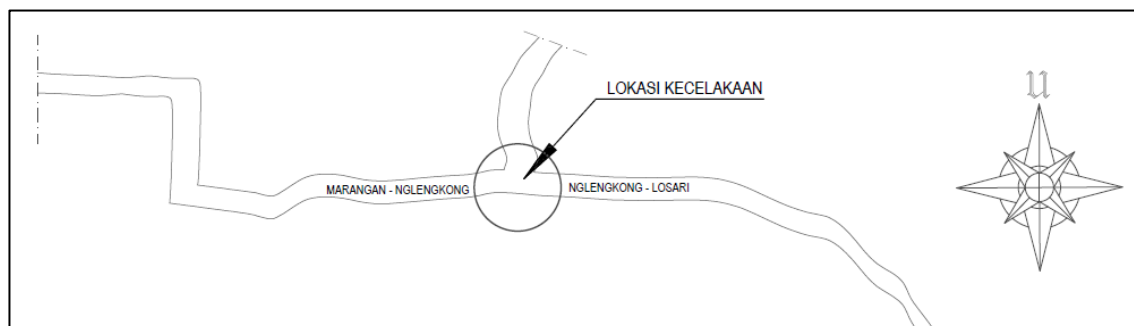 LOKASI KECELAKAAN
MARANGAN - NGLENGKONG
NGLENGKONG - LOSARI
U